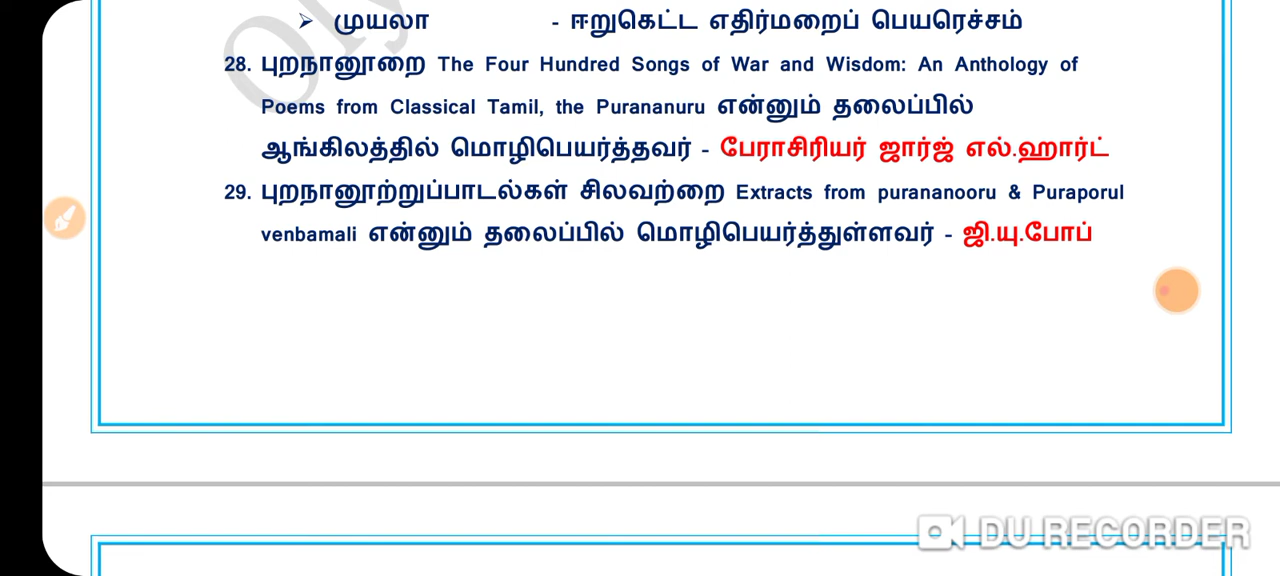 ➢ முயலா - ஈறுகெட்ட எதிர்மறைப் பெயரெச்சம்
28. புறநானூறை The Four Hundred Songs of War and Wisdom: An Anthology of
Poems from Classical Tamil, the Purananuru என்னும் தலைப்பில்
ஆங்கிலத்தில் மொழிபெயர்த்தவர் - பேராசிரியர் ஜார்ஜ் எல்.ஹார்ட்
29. புறநானூற்றுப்பாடல்கள் சிலவற்றை Extracts from purananooru & Puraporul
venbamali என்னும் தலைப்பில் மொழிபெயர்த்துள்ளவர் - ஜி.யு.போப்
DU RECORDER